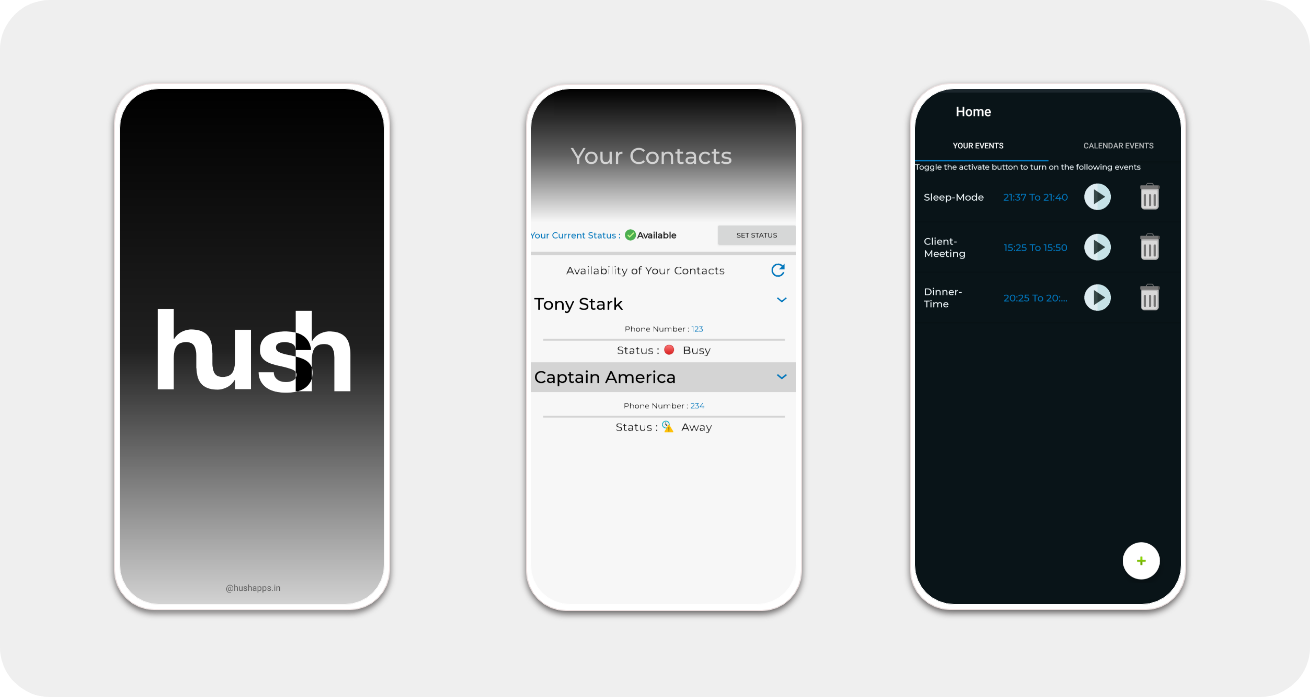 hush
@hushapps.in
Your Contacts
Your Current Status : Available
SET STATUS
Availability of Your Contacts
Tony Stark
Phone Number : 123
Status : Busy
Captain America
Phone Number : 234
Status : Away
Home
YOUR EVENTS CALENDAR EVENTS
Toggle the activate button to turn on the following events
Sleep-Mode 21:37 To 21:40
Client-
Meeting 15:25 To 15:50
Dinner-
Time 20:25 To 20:...
+